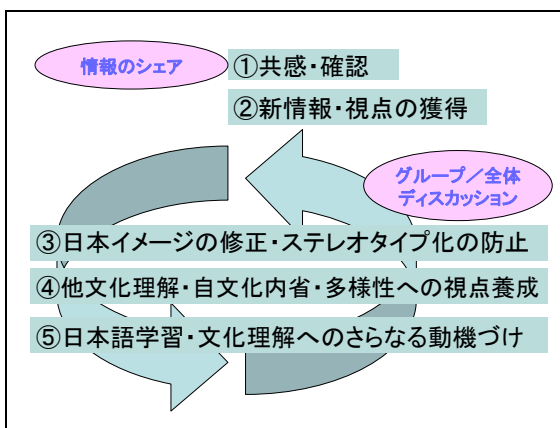 情報のシェア
①共感・確認
②新情報・視点の獲得
グループ／全体
ディスカッション
③日本イメージの修正・ステレオタイプ化の防止
④他文化理解・自文化内省・多様性への視点養成
⑤日本語学習・文化理解へのさらなる動機づけ